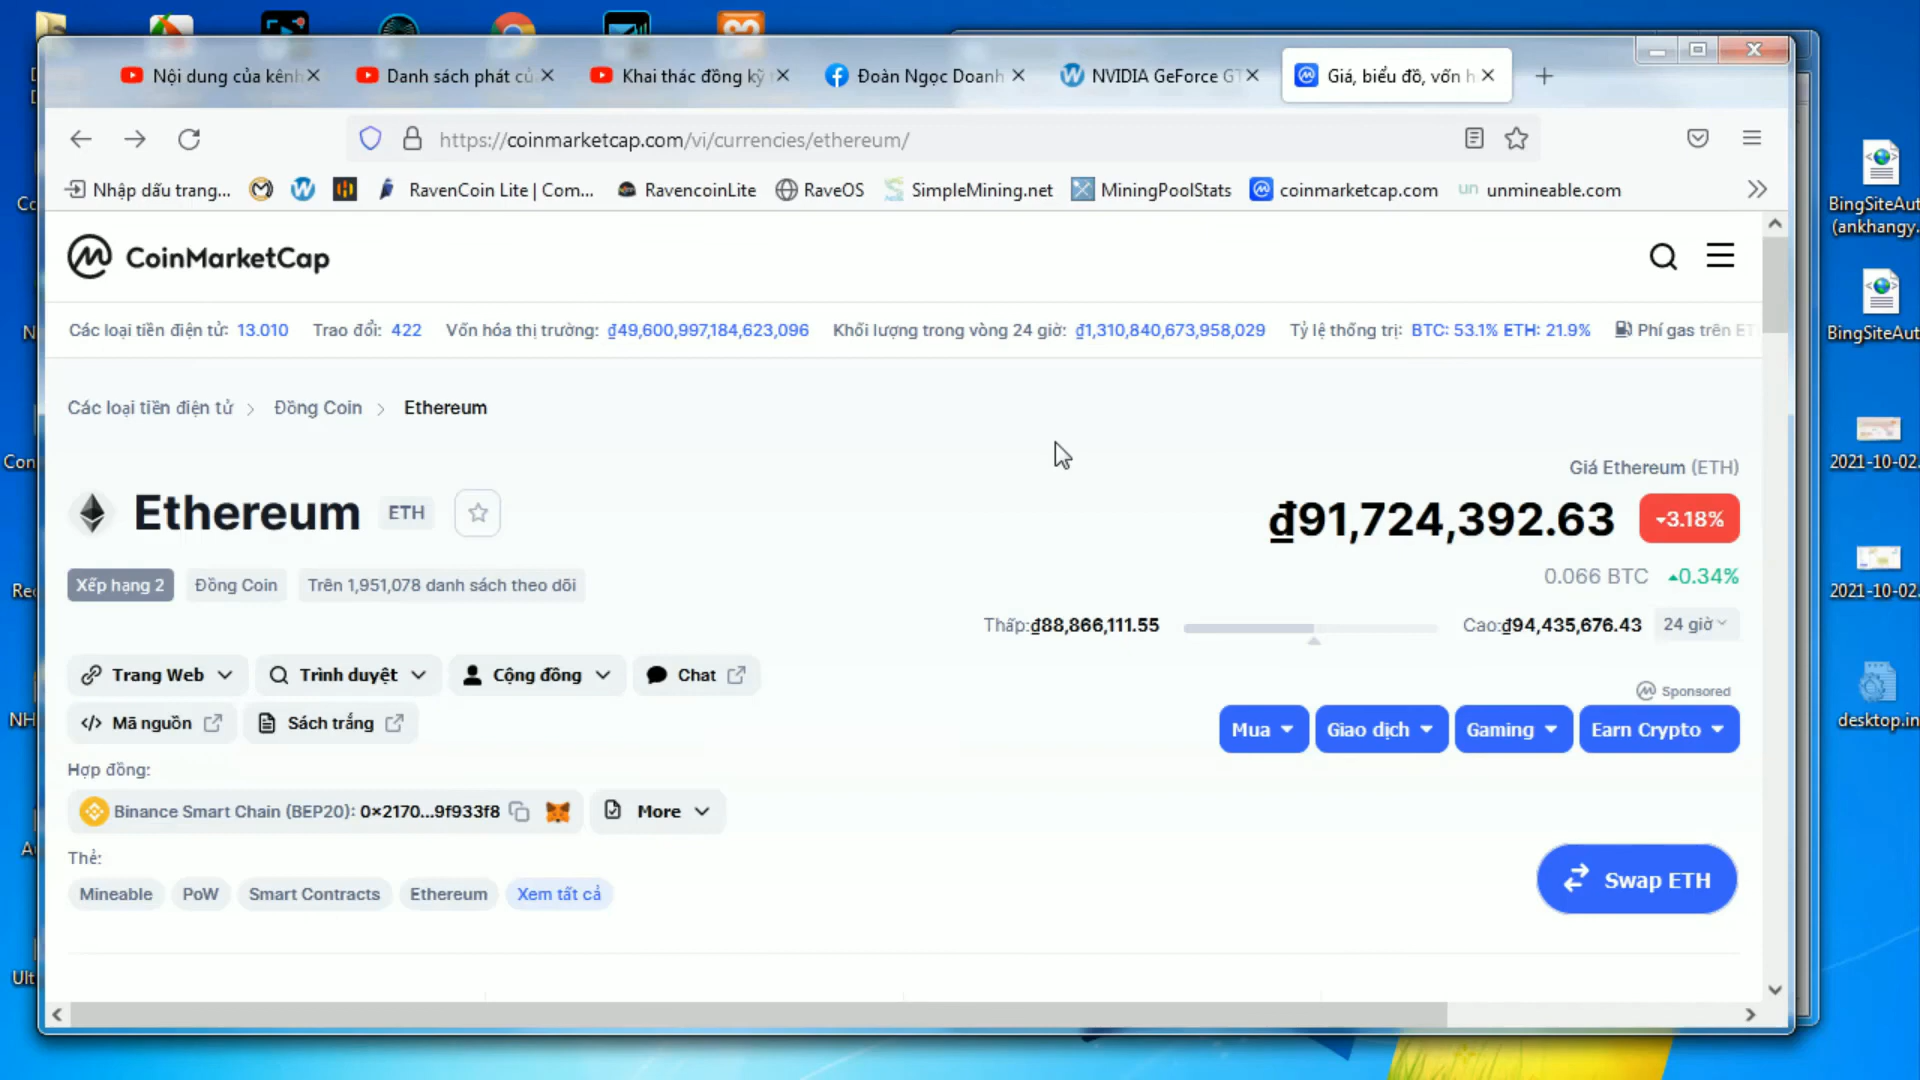 Nội dung của kênh
Danh sách phát củ
Khai thác đồng kỹ
Đoàn Ngọc Doanh
NVIDIA GeForce GT
Giá, biểu đồ, vốn h
https://coinmarketcap.com/vi/currencies/ethereum/
Nhập dấu trang...
RavenCoin Lite | Com...
RavencoinLite
RaveOS
SimpleMining.net
MiningPoolStats
coinmarketcap.com
un unmineable.com
CoinMarketCap
Các loại tiền điện tử: 13.010 Trao đổi: 422 Vốn hóa thị trường: ₫49,600,997,184,623,096 Khối lượng trong vòng 24 giờ: ₫1,310,840,673,958,029 Tỷ lệ thống trị: BTC: 53.1% ETH: 21.9% Phí gas trên ET
Các loại tiền điện tử > Đồng Coin > Ethereum
Giá Ethereum (ETH)
Ethereum ETH
₫91,724,392.63 3.18%
0.066 BTC 0.34%
Xếp hạng 2 Đồng Coin Trên 1,951,078 danh sách theo dõi
Thấp:₫88,866,111.55 Cao:₫94,435,676.43 24 giờ
Trang Web Trình duyệt Cộng đồng Chat
Sponsored
Mã nguồn Sách trắng
Mua Giao dịch Gaming Earn Crypto
Hợp đồng:
Binance Smart Chain (BEP20): 0x2170...9f933f8 More
Thẻ:
Mineable PoW Smart Contracts Ethereum Xem tất cả
Swap ETH
BingSiteAut
(ankhangy.
BingSiteAut
2021-10-02.
2021-10-02.
desktop.in
Con
Rec
NH
Ult